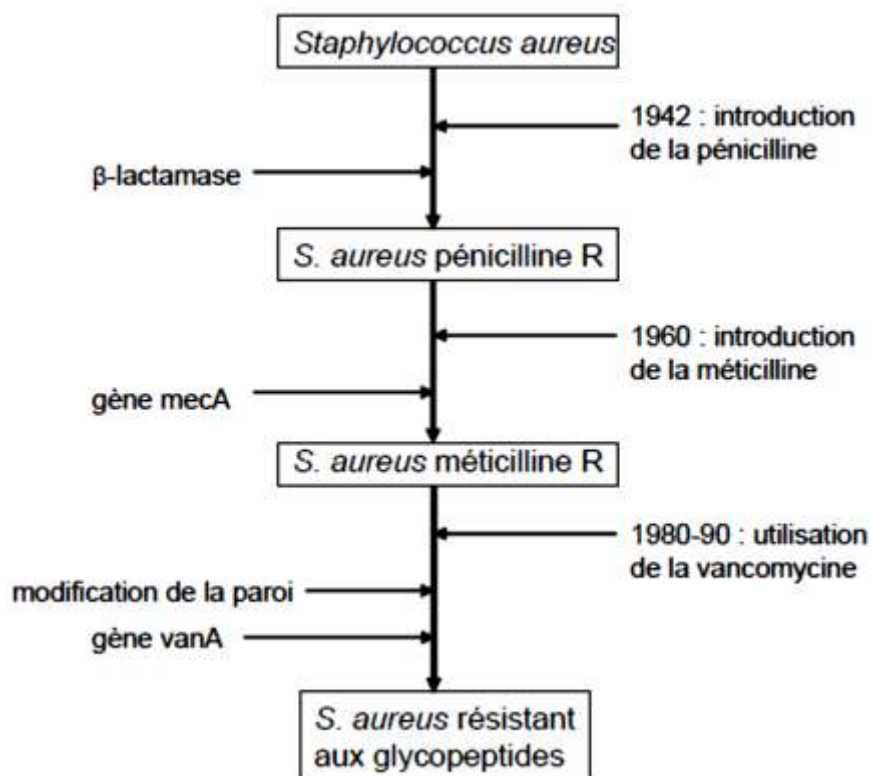 Staphylococcus aureus
1942 : introduction
de la pénicilline
β-lactamase
S. aureus pénicilline R
1960 : introduction
de la méticilline
gène mecA
S. aureus méticilline R
1980-90 : utilisation
de la vancomycine
modification de la paroi
gène vanA
S. aureus résistant
aux glycopeptides